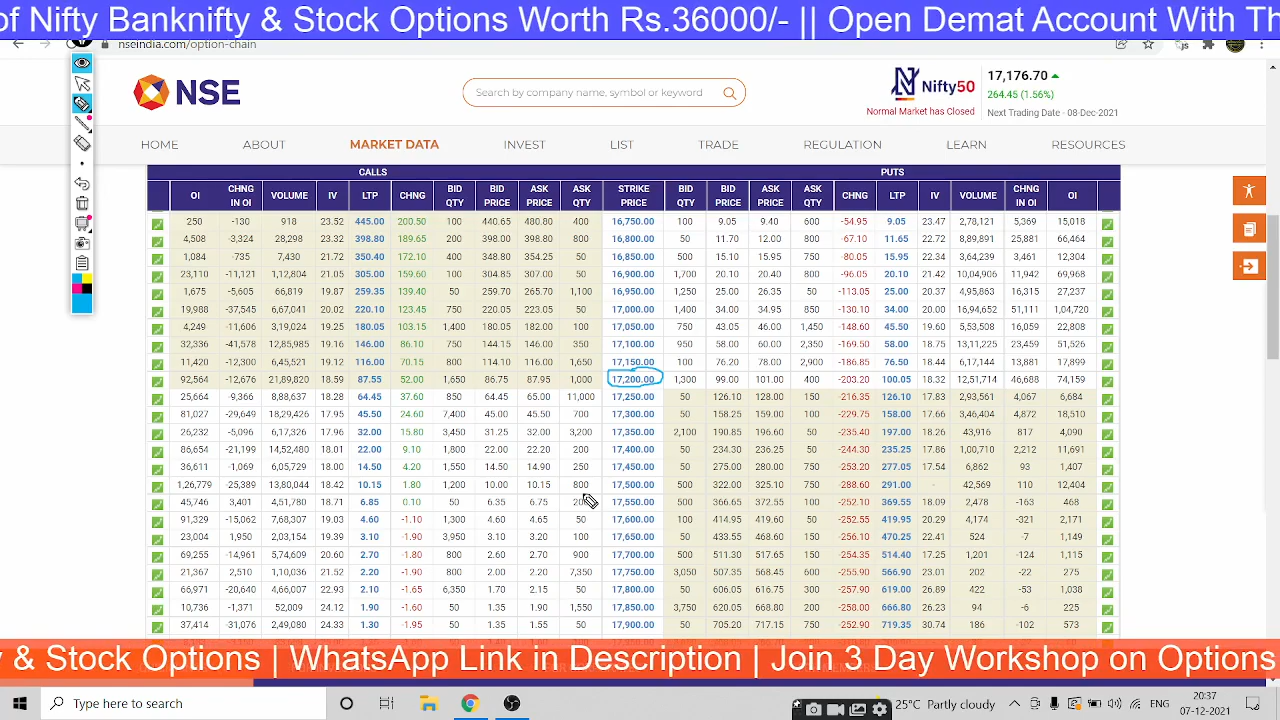 of Nifty Banknifty & Stock Options Worth Rs.36000/- || Open Demat Account With Th
nseindia.com/option-chain
NSE
Search by company name, symbol or keyword
Nifty50
17,176.70
264.45 (1.56%)
Normal Market has Closed
Next Trading Date - 08-Dec-2021
HOME ABOUT MARKET DATA INVEST LIST TRADE REGULATION LEARN RESOURCES
CALLS PUTS
OI CHNG IN OI VOLUME IV LTP CHNG BID QTY BID PRICE ASK PRICE ASK QTY STRIKE PRICE BID QTY BID PRICE ASK PRICE ASK QTY CHNG LTP IV VOLUME CHNG IN OI OI
250 -130 918 23.52 445.00 200.50 100 440.65 480.80 400 16,750.00 100 9.05 9.40 600 -54.95 9.05 23.47 2,78,121 5,369 15,018
4,508 -3,324 28,298 23.32 398.80 189.65 200 398.00 398.80 800 16,800.00 50 11.70 12.00 800 -67.10 11.65 22.72 8,89,891 25,881 66,464
1,084 -735 7,430 21.72 350.40 172.10 400 348.80 354.25 50 16,850.00 500 15.10 15.95 750 -80.05 15.95 22.34 3,64,239 3,461 12,304
23,110 -11,121 1,12,804 21.05 305.00 159.60 100 304.80 307.00 50 16,900.00 1,700 20.10 20.40 800 -96.05 20.10 21.42 10,04,906 11,942 69,968
1,675 -5,605 66,819 19.87 259.35 139.40 50 259.70 265.70 1,100 16,950.00 1,250 25.00 26.35 50 -113.05 25.00 20.37 4,95,863 16,315 27,237
19,988 -37,545 6,67,041 20.02 220.10 123.45 750 220.05 223.05 50 17,000.00 1,400 34.00 34.95 850 -130.10 34.00 20.02 16,94,652 51,111 1,04,720
4,249 -11,606 3,19,024 19.25 180.05 103.15 1,400 180.05 182.00 100 17,050.00 750 43.05 46.00 1,450 -148.60 45.50 19.60 5,53,508 16,059 22,808
32,336 -41,578 12,85,985 19.16 146.00 86.10 750 144.15 146.00 350 17,100.00 950 58.00 60.00 2,350 -169.50 58.00 18.75 13,11,225 23,459 51,526
11,420 -12,300 6,45,521 19.12 116.00 70.15 800 114.10 116.00 1,650 17,150.00 100 76.20 78.00 2,900 -186.85 76.50 18.44 6,17,144 13,881 17,899
92,564 -12,676 21,89,820 18.59 87.55 52.00 1,650 86.75 87.95 1,000 17,200.00 1,300 99.00 101.00 400 -203.20 100.05 18.32 12,51,714 46,688 74,159
25,664 -9,366 8,88,637 18.28 64.45 37.60 850 64.45 65.00 11,000 17,250.00 50 126.10 128.00 150 -216.35 126.10 17.83 2,93,561 4,067 6,684
81,027 -29,649 18,29,426 17.95 45.50 24.60 7,400 45.00 45.50 700 17,300.00 50 158.25 159.00 100 -229.75 158.00 17.66 3,46,404 4,872 18,510
26,232 -5,096 6,17,326 17.96 32.00 15.80 3,450 31.25 32.00 3,200 17,350.00 2,100 190.85 196.60 50 -235.40 197.00 18.26 43,916 817 4,090
58,654 -21,199 14,52,480 18.01 22.00 9.10 1,800 22.00 22.20 200 17,400.00 50 234.30 236.25 50 -244.30 235.25 17.86 1,00,710 2,212 11,691
36,611 -1,069 6,05,729 18.00 14.50 4.20 1,550 14.50 14.90 250 17,450.00 50 275.00 280.00 750 -253.20 277.05 17.54 6,862 93 1,407
1,26,779 -25,389 13,80,044 18.42 10.15 1.80 1,200 10.00 10.15 800 17,500.00 50 322.00 325.10 750 -288.60 291.00 - 42,569 110 12,404
45,746 3,401 4,51,780 18.71 6.85 0.10 50 6.35 6.75 17,550.00 500 366.65 372.55 100 -252.10 369.55 18.09 2,478 -163 468
91,329 -15,062 7,68,307 19.03 4.60 -1.10 1,300 4.60 4.65 50 17,600.00 100 414.95 419.60 50 -252.55 419.95 20.29 4,174 -321 2,171
23,004 1,950 2,03,154 19.39 3.10 -1.90 3,950 3.10 3.20 100 17,650.00 50 433.55 468.60 150 -256.10 470.25 22.41 524 -7 1,149
69,255 -14,961 5,74,609 20.60 2.70 -1.80 800 2.60 2.70 900 17,700.00 500 511.30 517.65 150 -254.35 514.40 17.25 1,201 -124 1,115
21,367 2,510 1,10,036 21.52 2.20 -1.90 800 2.00 2.20 7,350 17,750.00 3,050 507.35 568.45 100 -255.90 566.90 23.01 202 -22 275
66,971 -20,640 4,66,007 22.93 2.10 -1.65 6,350 1.70 2.15 50 17,800.00 50 606.05 616.75 300 -257.90 619.00 26.89 422 -53 1,038
10,736 -1,371 52,009 24.12 1.90 -1.60 50 1.35 1.90 1,550 17,850.00 3,750 620.05 668.80 200 -258.00 666.80 26.23 94 -6 225
37,414 -31,076 2,49,080 24.33 1.30 -1.95 50 1.35 1.55 50 17,900.00 50 705.20 717.15 750 -257.35 719.35 30.74 186 -102 573
y & Stock Options | WhatsApp Link in Description | Join 3 Day Workshop on Options
Type here to search
25°C Partly cloudy
ENG
20:37
07-12-2021